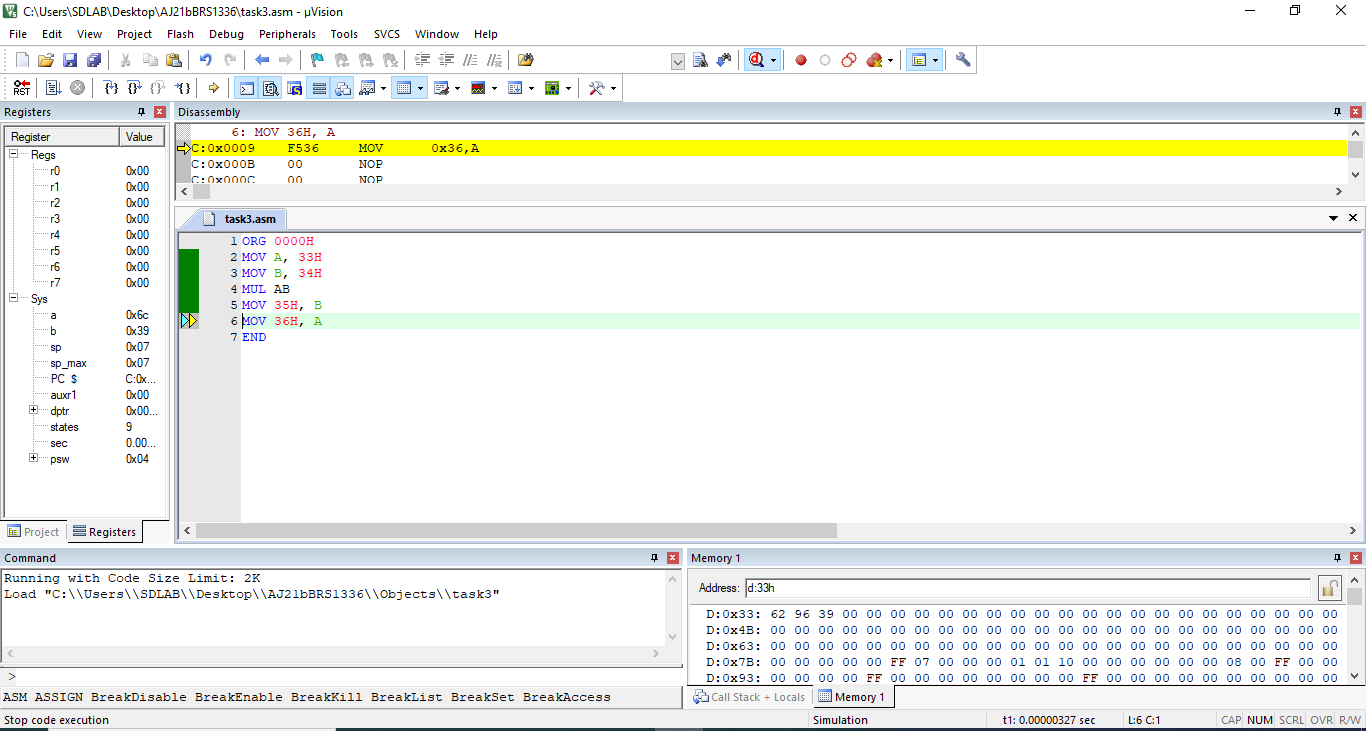 C:\Users\SDLAB\Desktop\AJ21bBRS1336\task3.asm - µVision
File Edit View Project Flash Debug Peripherals Tools SVCS Window Help
RST
Registers
Register Value
Regs
r0 0x00
r1 0x00
r2 0x00
r3 0x00
r4 0x00
r5 0x00
r6 0x00
r7 0x00
Sys
a 0x6c
b 0x39
sp 0x07
sp_max 0x07
PC $ C:0x...
auxr1 0x00
dptr 0x00...
states 9
sec 0.00...
psw 0x04
Project Registers
Disassembly
6: MOV 36H, A
C:0x0009 F536 MOV 0x36,A
C:0x000B 00 NOP
C:0x000C 00 NOP
task3.asm
1 ORG 0000H
2 MOV A, 33H
3 MOV B, 34H
4 MUL AB
5 MOV 35H, B
6 MOV 36H, A
7 END
Command
Running with Code Size Limit: 2K
Load "C:\\Users\\SDLAB\\Desktop\\AJ21bBRS1336\\Objects\\task3"
>
ASM ASSIGN BreakDisable BreakEnable BreakKill BreakList BreakSet BreakAccess
Memory 1
Address: d:33h
D:0x33: 62 96 39 00 00 00 00 00 00 00 00 00 00 00 00 00 00 00 00 00 00 00 00 00
D:0x4B: 00 00 00 00 00 00 00 00 00 00 00 00 00 00 00 00 00 00 00 00 00 00 00 00
D:0x63: 00 00 00 00 00 00 00 00 00 00 00 00 00 00 00 00 00 00 00 00 00 00 00 00
D:0x7B: 00 00 00 00 00 FF 07 00 00 00 01 01 10 00 00 00 00 00 00 08 00 FF 00 00
D:0x93: 00 00 00 00 FF 00 00 00 00 00 00 00 00 FF 00 00 00 00 00 00 00 00 00 00
Call Stack + Locals Memory 1
Stop code execution Simulation t1: 0.00000327 sec L:6 C:1 CAP NUM SCRL OVR R/W